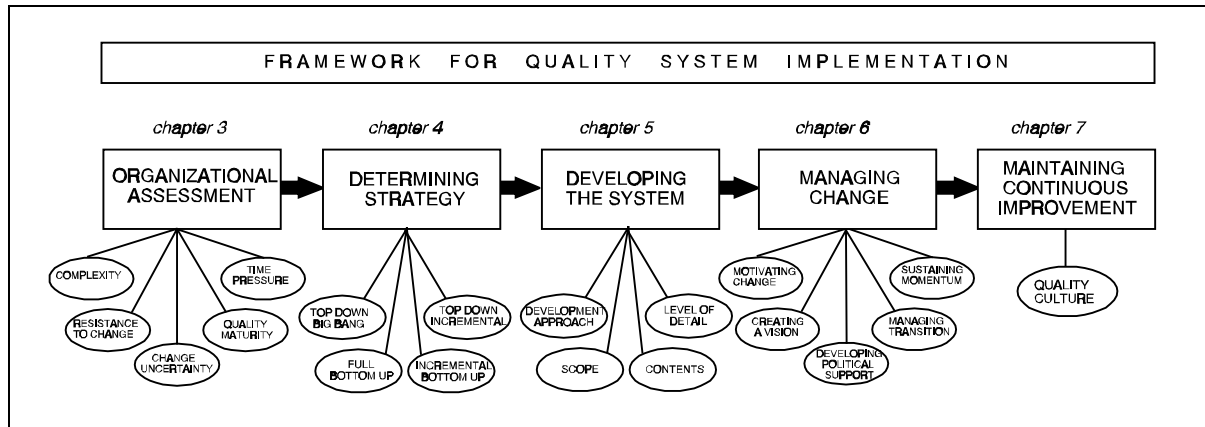 FRAMEWORK FOR QUALITY SYSTEM IMPLEMENTATION
chapter 3
chapter 4
chapter 5
chapter 6
chapter 7
ORGANIZATIONAL
ASSESSMENT
DETERMINING
STRATEGY
DEVELOPING
THE SYSTEM
MANAGING
CHANGE
MAINTAINING
CONTINUOUS
IMPROVEMENT
COMPLEXITY
TIME
PRESSURE
RESISTANCE
TO CHANGE
QUALITY
MATURITY
CHANGE
UNCERTAINTY
TOP DOWN
BIG BANG
TOP DOWN
INCREMENTAL
FULL
BOTTOM UP
INCREMENTAL
BOTTOM UP
DEVELOPMENT
APPROACH
LEVEL OF
DETAIL
SCOPE
CONTENTS
MOTIVATING
CHANGE
SUSTAINING
MOMENTUM
CREATING
A VISION
MANAGING
TRANSITION
DEVELOPING
POLITICAL
SUPPORT
QUALITY
CULTURE